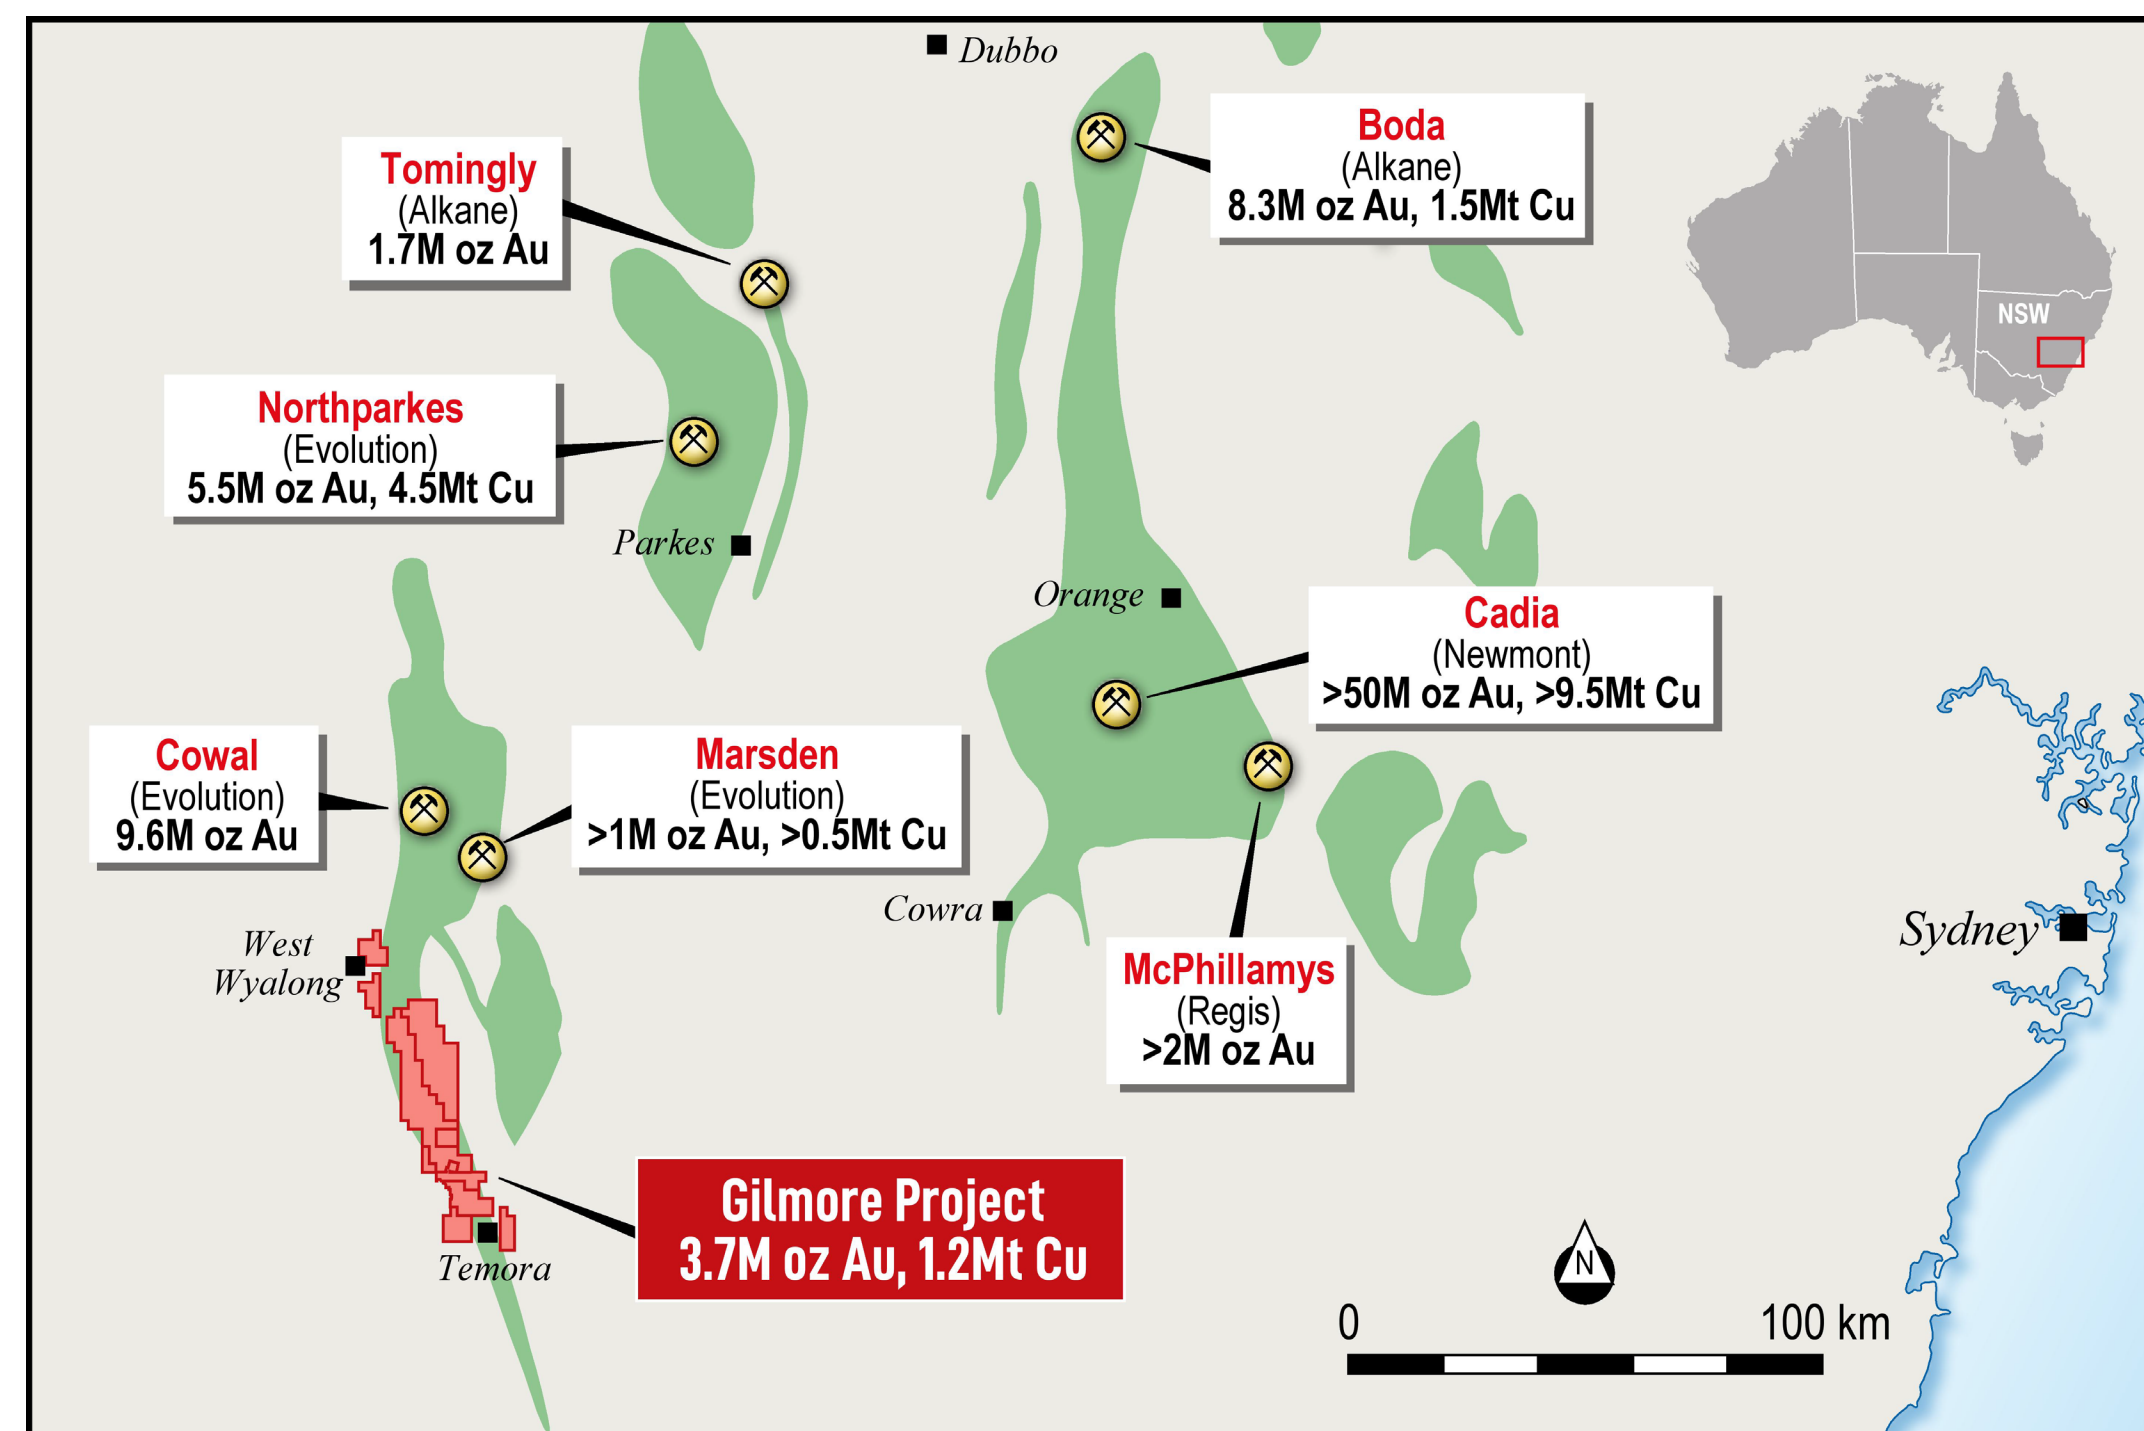 Dubbo
Boda
(Alkane)
8.3M oz Au, 1.5Mt Cu
Tomingly
(Alkane)
1.7M oz Au
NSW
Northparkes
(Evolution)
5.5M oz Au, 4.5Mt Cu
Parkes
Orange
Cadia
(Newmont)
>50M oz Au, >9.5Mt Cu
Cowal
(Evolution)
9.6M oz Au
Marsden
(Evolution)
>1M oz Au, >0.5Mt Cu
Cowra
Sydney
West
Wyalong
McPhillamys
(Regis)
>2M oz Au
Gilmore Project
3.7M oz Au, 1.2Mt Cu
Temora
N
0 100 km